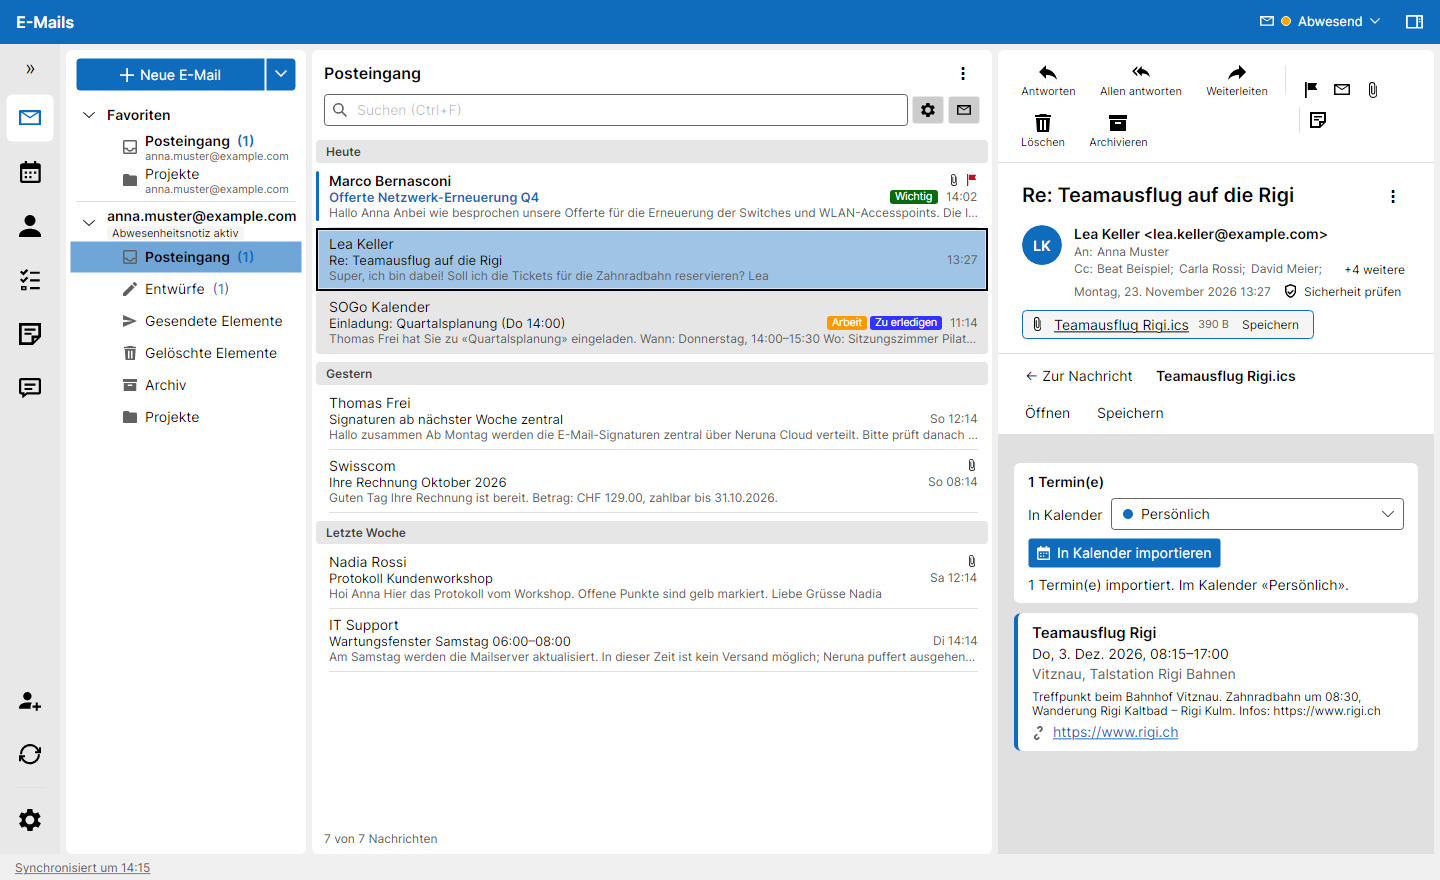 E-Mails
Abwesend
Neue E-Mail
Favoriten
Posteingang (1)
anna.muster@example.com
Projekte
anna.muster@example.com
anna.muster@example.com
Abwesenheitsnotiz aktiv
Posteingang (1)
Entwürfe (1)
Gesendete Elemente
Gelöschte Elemente
Archiv
Projekte
Posteingang
Suchen (Ctrl+F)
Heute
Marco Bernasconi
Offerte Netzwerk-Erneuerung Q4 Wichtig 14:02
Hallo Anna Anbei wie besprochen unsere Offerte für die Erneuerung der Switches und WLAN-Accesspoints. Die I...
Lea Keller
Re: Teamausflug auf die Rigi 13:27
Super, ich bin dabei! Soll ich die Tickets für die Zahnradbahn reservieren? Lea
SOGo Kalender
Einladung: Quartalsplanung (Do 14:00) Arbeit Zu erledigen 11:14
Thomas Frei hat Sie zu «Quartalsplanung» eingeladen. Wann: Donnerstag, 14:00–15:30 Wo: Sitzungszimmer Pilat...
Gestern
Thomas Frei
Signaturen ab nächster Woche zentral So 12:14
Hallo zusammen Ab Montag werden die E-Mail-Signaturen zentral über Neruna Cloud verteilt. Bitte prüft danach ...
Swisscom
Ihre Rechnung Oktober 2026 So 08:14
Guten Tag Ihre Rechnung ist bereit. Betrag: CHF 129.00, zahlbar bis 31.10.2026.
Letzte Woche
Nadia Rossi
Protokoll Kundenworkshop Sa 12:14
Hoi Anna Hier das Protokoll vom Workshop. Offene Punkte sind gelb markiert. Liebe Grüsse Nadia
IT Support
Wartungsfenster Samstag 06:00–08:00 Di 14:14
Am Samstag werden die Mailserver aktualisiert. In dieser Zeit ist kein Versand möglich; Neruna puffert ausgehen...
7 von 7 Nachrichten
Antworten Allen antworten Weiterleiten
Löschen Archivieren
Re: Teamausflug auf die Rigi
LK
Lea Keller <lea.keller@example.com>
An: Anna Muster
Cc: Beat Beispiel; Carla Rossi; David Meier; +4 weitere
Montag, 23. November 2026 13:27 Sicherheit prüfen
Teamausflug Rigi.ics 390 B Speichern
Zur Nachricht Teamausflug Rigi.ics
Öffnen Speichern
1 Termin(e)
In Kalender Persönlich
In Kalender importieren
1 Termin(e) importiert. Im Kalender «Persönlich».
Teamausflug Rigi
Do, 3. Dez. 2026, 08:15–17:00
Vitznau, Talstation Rigi Bahnen
Treffpunkt beim Bahnhof Vitznau. Zahnradbahn um 08:30,
Wanderung Rigi Kaltbad – Rigi Kulm. Infos: https://www.rigi.ch
https://www.rigi.ch
Synchronisiert um 14:15